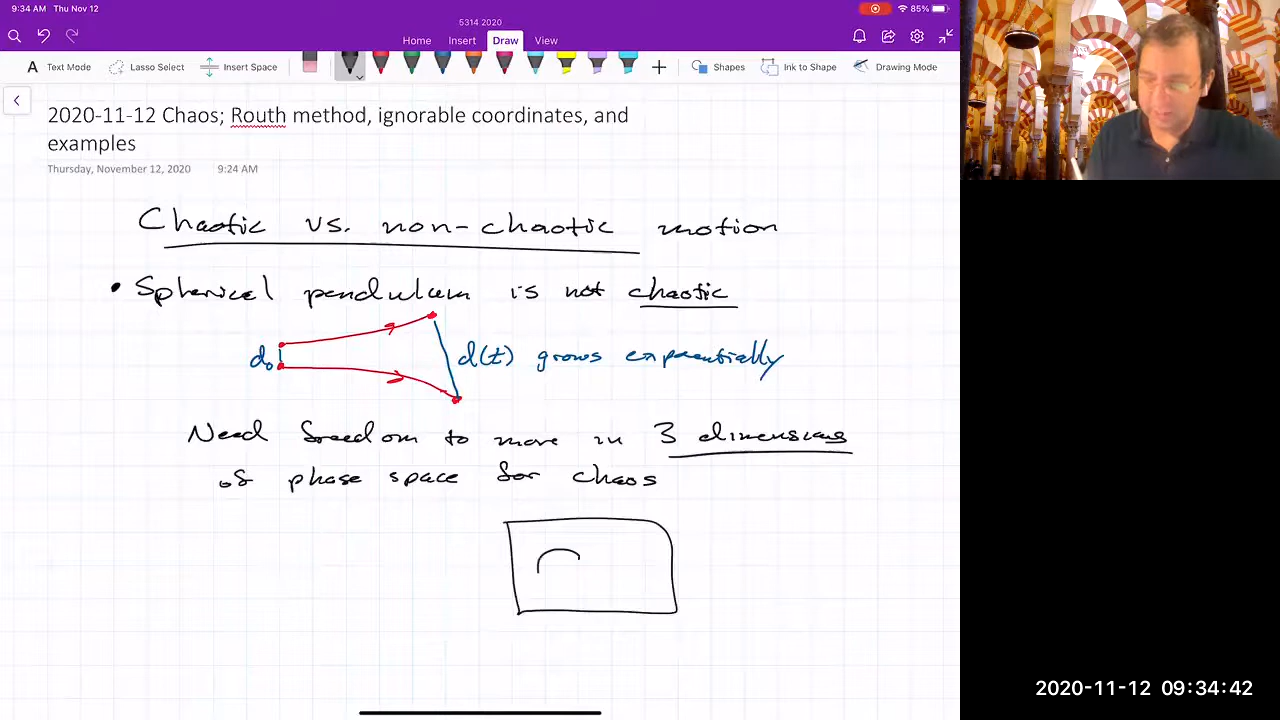 9:34 AM Thu Nov 12
85%
5314 2020
Home Insert Draw View
Text Mode Lasso Select Insert Space Shapes Ink to Shape Drawing Mode
2020-11-12 Chaos; Routh method, ignorable coordinates, and
examples
Thursday, November 12, 2020 9:24 AM
Chaotic vs. non-chaotic motion
• Spherical pendulum is not chaotic
d₀ d(t) grows exponentially
Need freedom to move in 3 dimensions
of phase space for chaos
2020-11-12 09:34:42